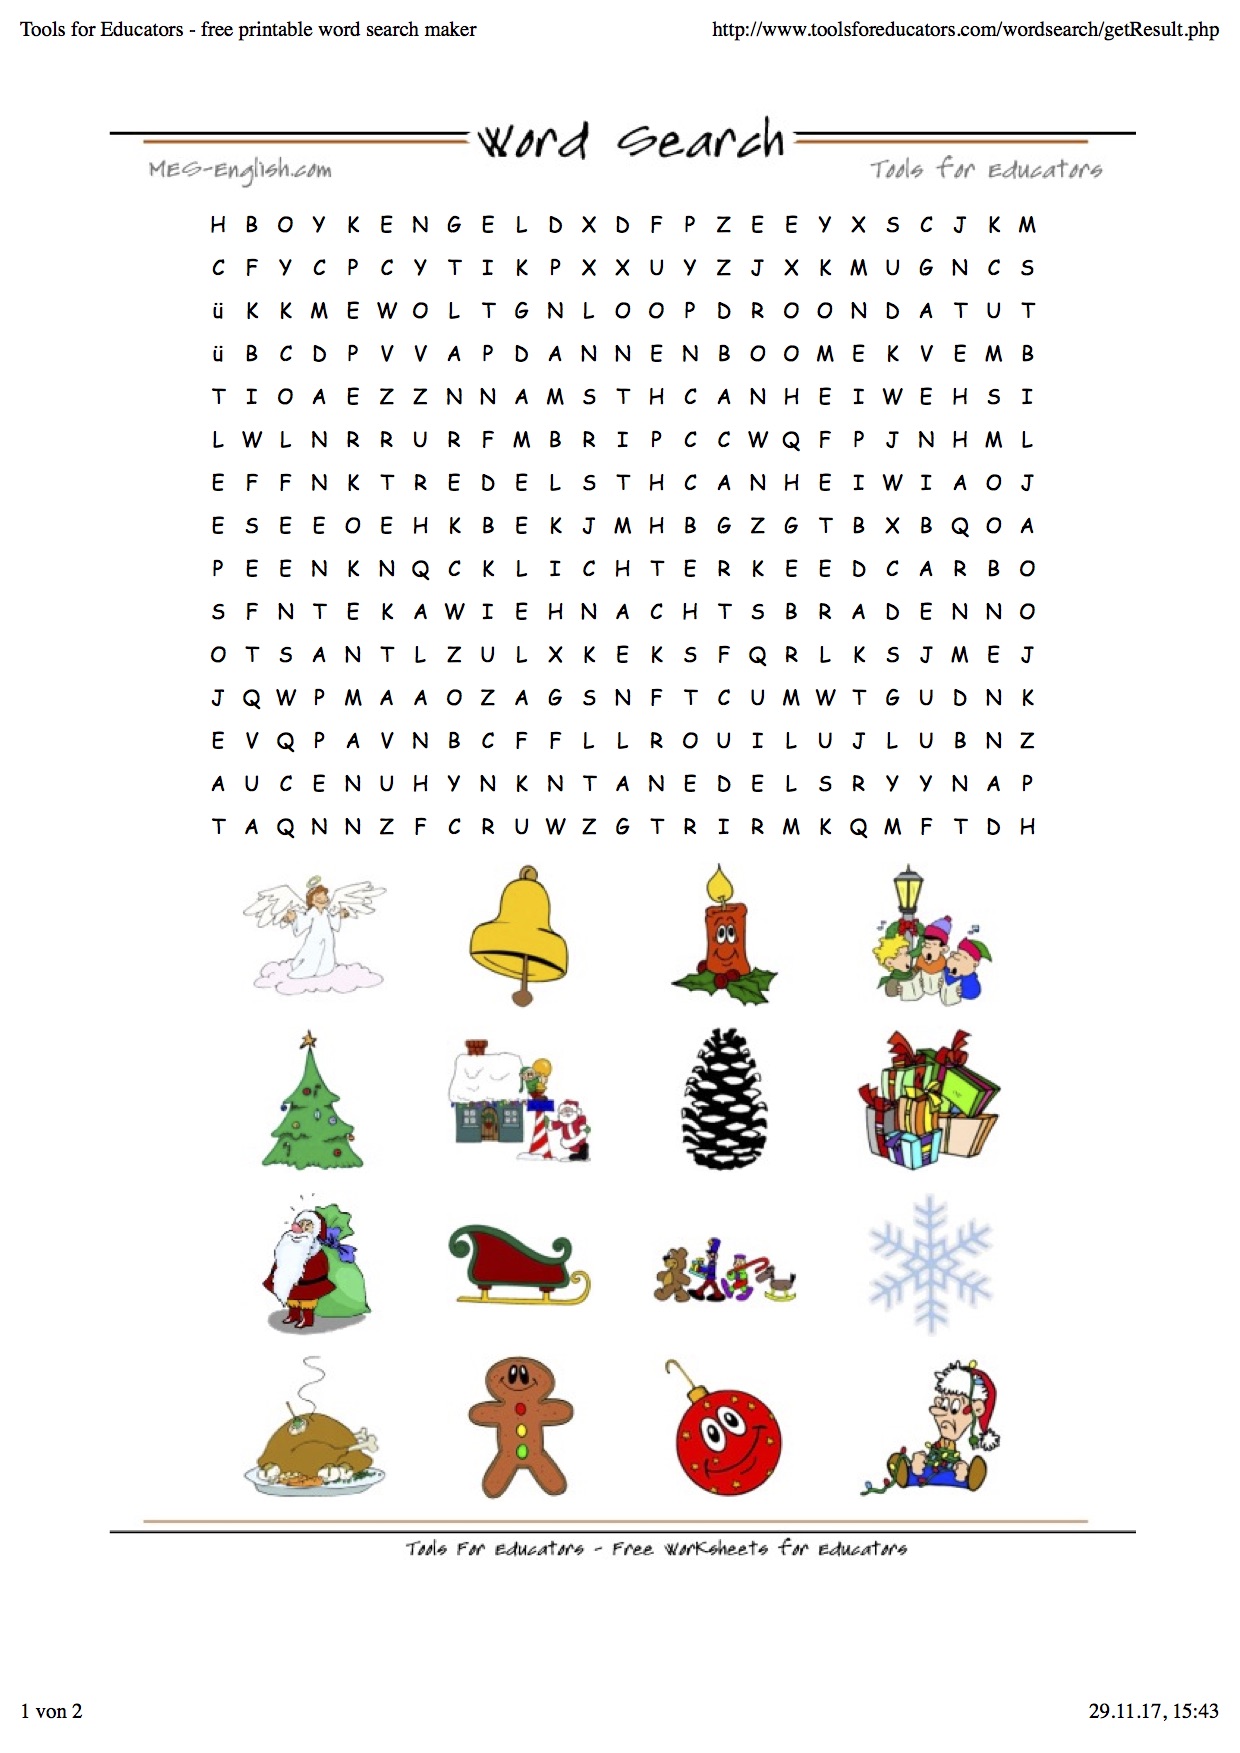 Tools for Educators - free printable word search maker
http://www.toolsforeducators.com/wordsearch/getResult.php
Word Search
MES-English.com
Tools for Educators
H B O Y K E N G E L D X D F P Z E E Y X S C J K M
C F Y C P C Y T I K P X X U Y Z J X K M U G N C S
ü K K M E W O L T G N L O O P D R O O N D A T U T
ü B C D P V V A P D A N N E N B O O M E K V E M B
T I O A E Z Z N N A M S T H C A N H E I W E H S I
L W L N R R U R F M B R I P C C W Q F P J N H M L
E F F N K T R E D E L S T H C A N H E I W I A O J
E S E E O E H K B E K J M H B G Z G T B X B Q O A
P E E N K N Q C K L I C H T E R K E E D C A R B O
S F N T E K A W I E H N A C H T S B R A D E N N O
O T S A N T L Z U L X K E K S F Q R L K S J M E J
J Q W P M A A O Z A G S N F T C U M W T G U D N K
E V Q P A V N B C F F L L R O U I L U J L U B N Z
A U C E N U H Y N K N T A N E D E L S R Y Y N A P
T A Q N N Z F C R U W Z G T R I R M K Q M F T D H
Tools For Educators - Free Worksheets for Educators
1 von 2
29.11.17, 15:43